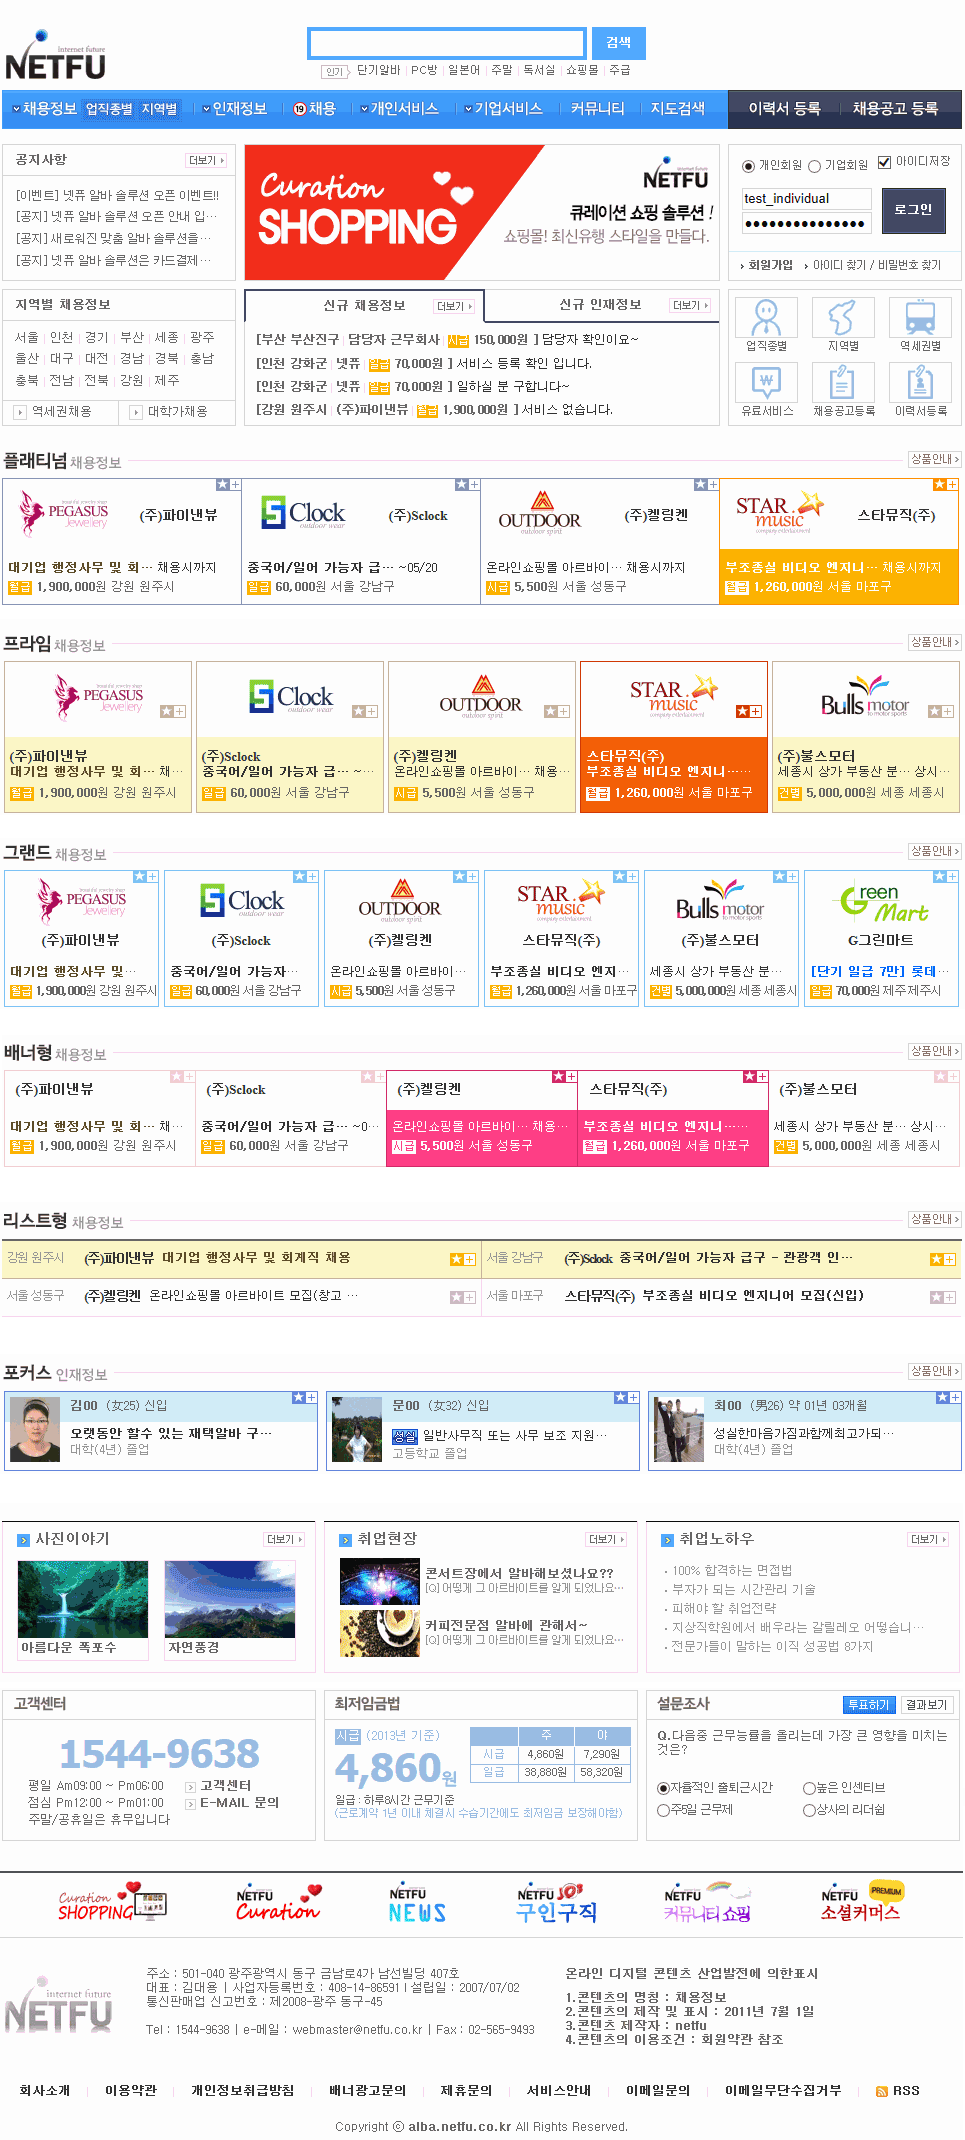 internet future
NETFU
검색
인기 단기알바 | PC방 | 일본어 | 주말 | 독서실 | 쇼핑몰 | 주급
채용정보 업직종별 지역별 인재정보 19 채용 개인서비스 기업서비스 커뮤니티 지도검색 이력서 등록 채용공고 등록
공지사항 더보기
[이벤트] 넷퓨 알바 솔루션 오픈 이벤트!!
[공지] 넷퓨 알바 솔루션 오픈 안내 입…
[공지] 새로워진 맞춤 알바 솔루션을…
[공지] 넷퓨 알바 솔루션은 카드결제…
Curation
SHOPPING
NETFU
큐레이션 쇼핑 솔루션 !
쇼핑몰! 최신유행 스타일을 만들다.
개인회원 기업회원 아이디저장
test_individual
로그인
회원가입 아이디 찾기 / 비밀번호 찾기
지역별 채용정보
서울 인천 경기 부산 세종 광주
울산 대구 대전 경남 경북 충남
충북 전남 전북 강원 제주
역세권채용 대학가채용
신규 채용정보 더보기 신규 인재정보 더보기
[부산 부산진구 | 담당자 근무회사 | 시급 150,000원 ] 담당자 확인이요~
[인천 강화군 | 넷퓨 | 일급 70,000원 ] 서비스 등록 확인 입니다.
[인천 강화군 | 넷퓨 | 일급 70,000원 ] 일하실 분 구합니다~
[강원 원주시 | (주)파이낸뷰 | 월급 1,900,000원 ] 서비스 없습니다.
업직종별 지역별 역세권별
유료서비스 채용공고등록 이력서등록
플래티넘 채용정보 상품안내
PEGASUS Jewellery (주)파이낸뷰
대기업 행정사무 및 회… 채용시까지
월급 1,900,000원 강원 원주시
SClock outdoor wear (주)Sclock
중국어/일어 가능자 급… ~05/20
일급 60,000원 서울 강남구
OUTDOOR outdoor spirit (주)켈링켄
온라인쇼핑몰 아르바이… 채용시까지
시급 5,500원 서울 성동구
STAR music company entertainment 스타뮤직(주)
부조종실 비디오 엔지니… 채용시까지
월급 1,260,000원 서울 마포구
프라임 채용정보 상품안내
PEGASUS Jewellery
(주)파이낸뷰
대기업 행정사무 및 회… 채…
월급 1,900,000원 강원 원주시
SClock outdoor wear
(주)Sclock
중국어/일어 가능자 급… ~…
일급 60,000원 서울 강남구
OUTDOOR outdoor spirit
(주)켈링켄
온라인쇼핑몰 아르바이… 채용…
시급 5,500원 서울 성동구
STAR music company entertainment
스타뮤직(주)
부조종실 비디오 엔지니……
월급 1,260,000원 서울 마포구
Bulls motor to motor sports
(주)불스모터
세종시 상가 부동산 분… 상시…
건별 5,000,000원 세종 세종시
그랜드 채용정보 상품안내
PEGASUS Jewellery
(주)파이낸뷰
대기업 행정사무 및…
월급 1,900,000원 강원 원주시
SClock outdoor wear
(주)Sclock
중국어/일어 가능자…
일급 60,000원 서울 강남구
OUTDOOR outdoor spirit
(주)켈링켄
온라인쇼핑몰 아르바이…
시급 5,500원 서울 성동구
STAR music company entertainment
스타뮤직(주)
부조종실 비디오 엔지…
월급 1,260,000원 서울 마포구
Bulls motor to motor sports
(주)불스모터
세종시 상가 부동산 분…
건별 5,000,000원 세종 세종시
Green Mart
G그린마트
[단기 일급 7만] 롯데…
일급 70,000원 제주 제주시
배너형 채용정보 상품안내
(주)파이낸뷰
대기업 행정사무 및 회… 채…
월급 1,900,000원 강원 원주시
(주)Sclock
중국어/일어 가능자 급… ~0…
일급 60,000원 서울 강남구
(주)켈링켄
온라인쇼핑몰 아르바이… 채용…
시급 5,500원 서울 성동구
스타뮤직(주)
부조종실 비디오 엔지니……
월급 1,260,000원 서울 마포구
(주)불스모터
세종시 상가 부동산 분… 상시…
건별 5,000,000원 세종 세종시
리스트형 채용정보 상품안내
강원 원주시 (주)파이낸뷰 대기업 행정사무 및 회계직 채용
서울 강남구 (주)Sclock 중국어/일어 가능자 급구 - 관광객 인…
서울 성동구 (주)켈링켄 온라인쇼핑몰 아르바이트 모집(창고 …
서울 마포구 스타뮤직(주) 부조종실 비디오 엔지니어 모집(신입)
포커스 인재정보 상품안내
김00 (女25) 신입
오랫동안 할수 있는 재택알바 구…
대학(4년) 졸업
문00 (女32) 신입
성실 일반사무직 또는 사무 보조 지원…
고등학교 졸업
최00 (男26) 약 01년 03개월
성실한마음가짐과함께최고가되…
대학(4년) 졸업
사진이야기 더보기
아름다운 폭포수 자연풍경
취업현장 더보기
콘서트장에서 알바해보셨나요??
[Q] 어떻게 그 아르바이트를 알게 되었나요…
커피전문점 알바에 관해서~
[Q] 어떻게 그 아르바이트를 알게 되었나요…
취업노하우 더보기
· 100% 합격하는 면접법
· 부자가 되는 시간관리 기술
· 피해야 할 취업전략
· 지상직학원에서 배우라는 갈릴레오 어떻습니…
· 전문가들이 말하는 이직 성공법 8가지
고객센터
1544-9638
평일 Am09:00 ~ Pm06:00 고객센터
점심 Pm12:00 ~ Pm01:00 E-MAIL 문의
주말/공휴일은 휴무입니다
최저임금법
시급 (2013년 기준)
4,860원
주 야
시급 4,860원 7,290원
일급 38,880원 58,320원
일급 : 하루8시간 근무기준
(근로계약 1년 이내 체결시 수습기간에도 최저임금 보장해야함)
설문조사 투표하기 결과보기
Q.다음중 근무능률을 올리는데 가장 큰 영향을 미치는
것은?
자율적인 출퇴근시간 높은 인센티브
주5일 근무제 상사의 리더쉽
Curation SHOPPING
NETFU Curation
NETFU NEWS
NETFU JOB 구인구직
NETFU 커뮤니티 쇼핑
NETFU PREMIUM 소셜커머스
internet future
NETFU
주소 : 501-040 광주광역시 동구 금남로4가 남선빌딩 407호
대표 : 김대용 | 사업자등록번호 : 408-14-86591 | 설립일 : 2007/07/02
통신판매업 신고번호 : 제2008-광주 동구-45
Tel : 1544-9638 | e-메일 : webmaster@netfu.co.kr | Fax : 02-565-9493
온라인 디지털 콘텐츠 산업발전에 의한표시
1.콘텐츠의 명칭 : 채용정보
2.콘텐츠의 제작 및 표시 : 2011년 7월 1일
3.콘텐츠 제작자 : netfu
4.콘텐츠의 이용조건 : 회원약관 참조
회사소개 이용약관 개인정보취급방침 배너광고문의 제휴문의 서비스안내 이메일문의 이메일무단수집거부 RSS
Copyright ⓒ alba.netfu.co.kr All Rights Reserved.